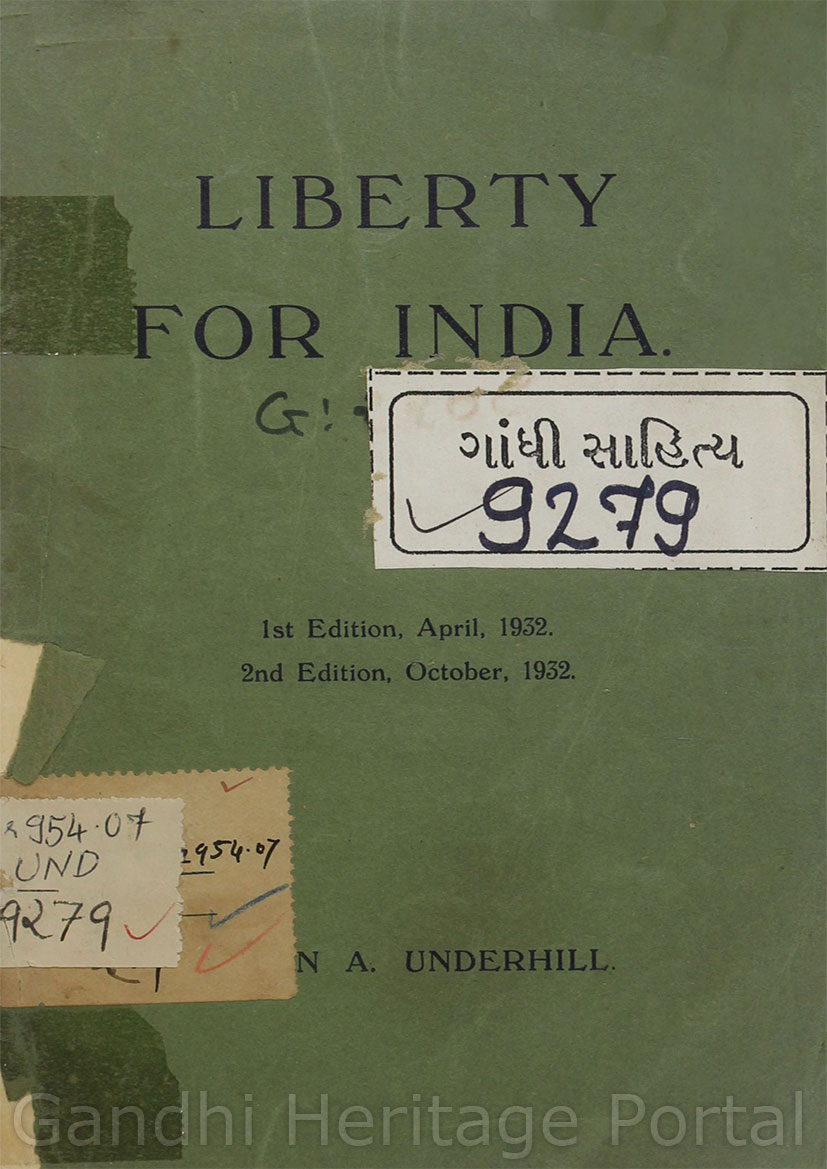 LIBERTY
FOR INDIA.
G!
ગાંધી સાહિત્ય
9279
1st Edition, April, 1932.
2nd Edition, October, 1932.
954.07
UND
9279
2954.07
N A. UNDERHILL.
Gandhi Heritage Portal